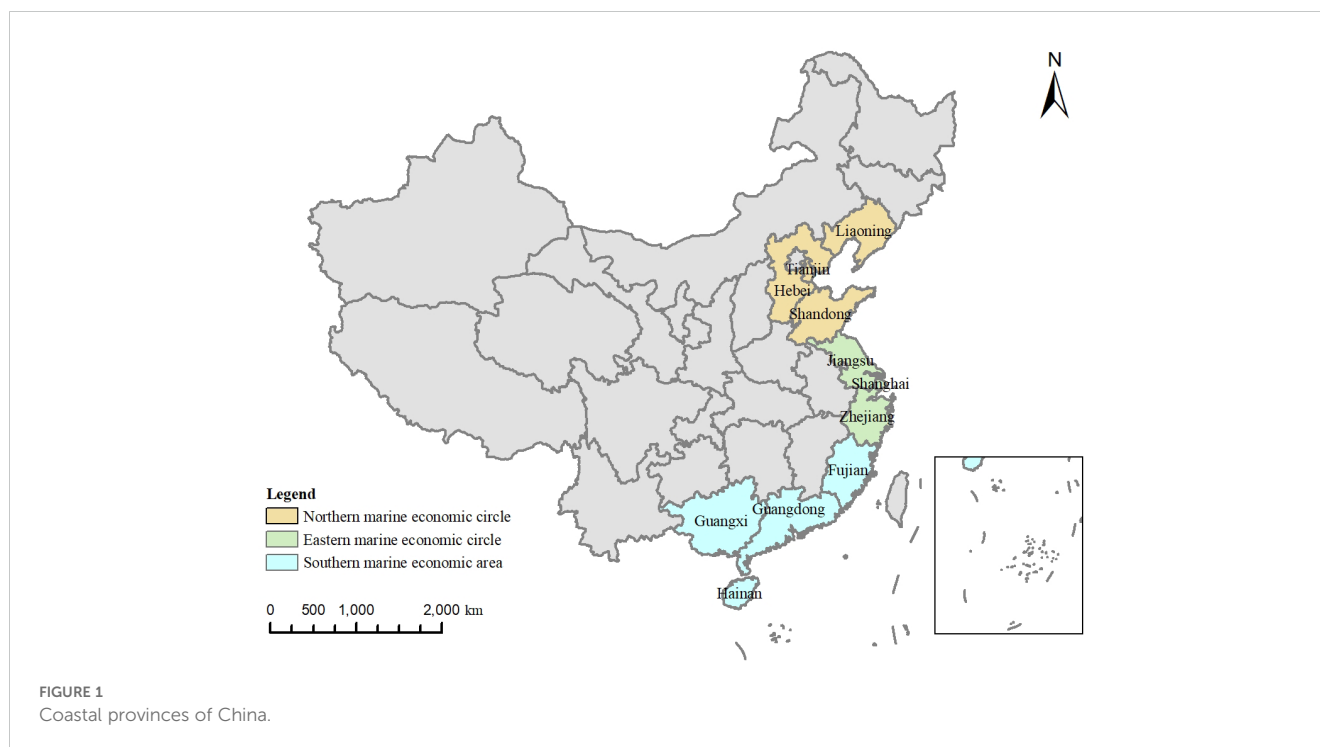 N
Liaoning
Tianjin
Hebei
Shandong
Jiangsu
Shanghai
Zhejiang
Fujian
Guangdong
Guangxi
Hainan
Legend
Northern marine economic circle
Eastern marine economic circle
Southern marine economic area
0 500 1,000 2,000 km
FIGURE 1
Coastal provinces of China.